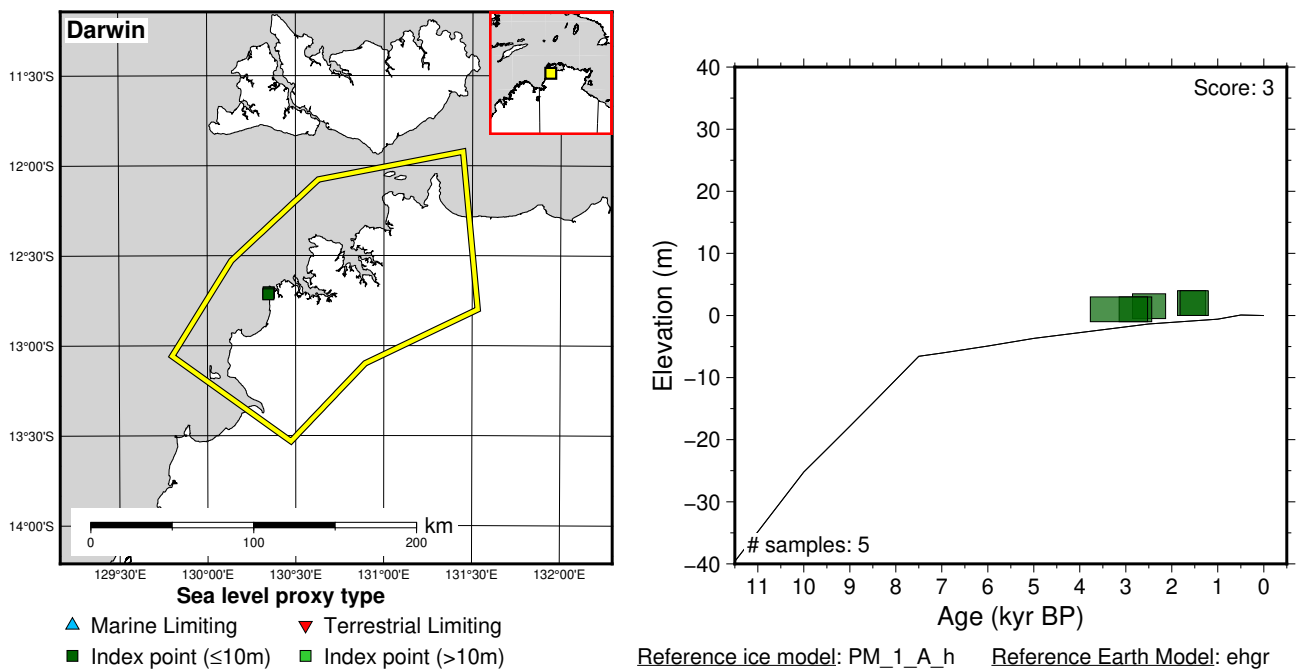 Darwin
11°30'S
12°00'S
12°30'S
13°00'S
13°30'S
14°00'S
km
0 100 200
129°30'E 130°00'E 130°30'E 131°00'E 131°30'E 132°00'E
Sea level proxy type
Marine Limiting Terrestrial Limiting
Index point (≤10m) Index point (>10m)
Score: 3
40
30
20
10
0
−10
−20
−30
−40
Elevation (m)
# samples: 5
11 10 9 8 7 6 5 4 3 2 1 0
Age (kyr BP)
Reference ice model: PM_1_A_h Reference Earth Model: ehgr